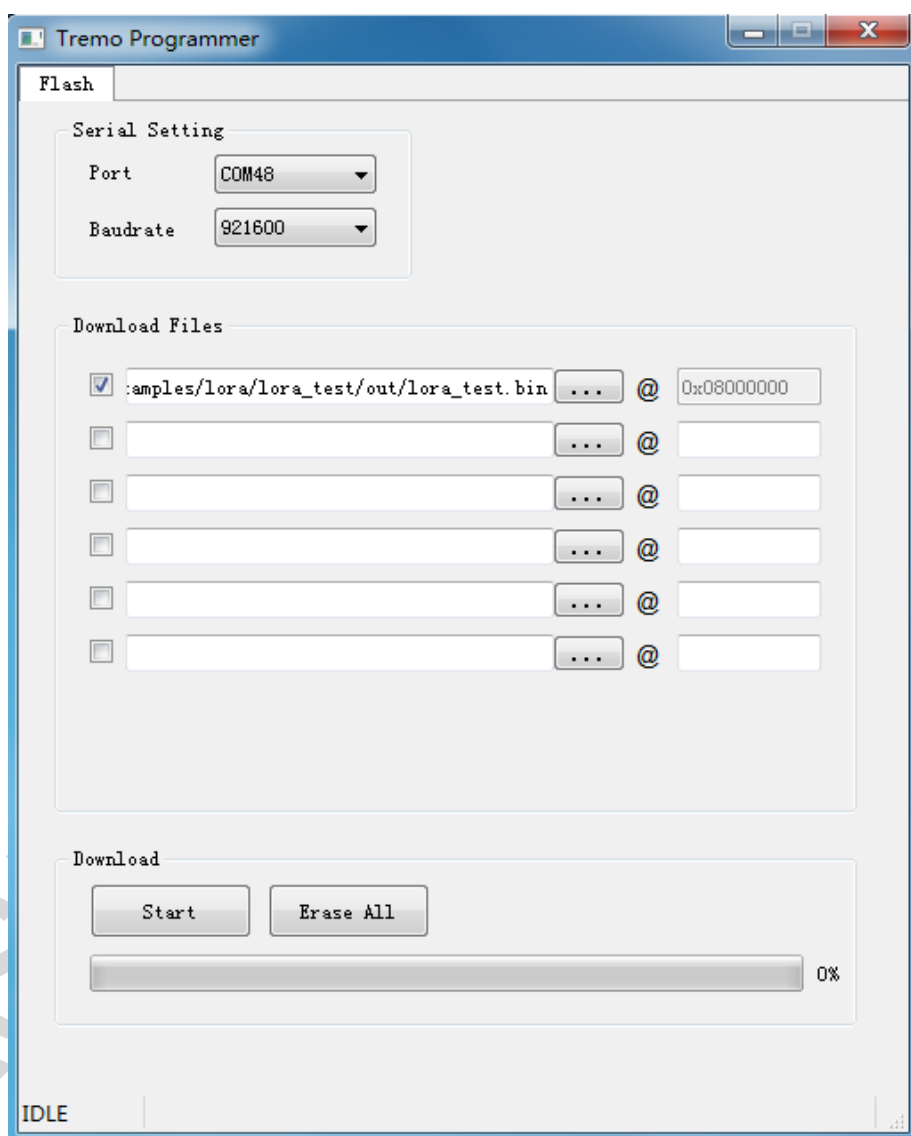 Tremo Programmer
Flash
Serial Setting
Port COM48
Baudrate 921600
Download Files
amples/lora/lora_test/out/lora_test.bin ... @ 0x08000000
... @
... @
... @
... @
... @
Download
Start Erase All
0%
IDLE